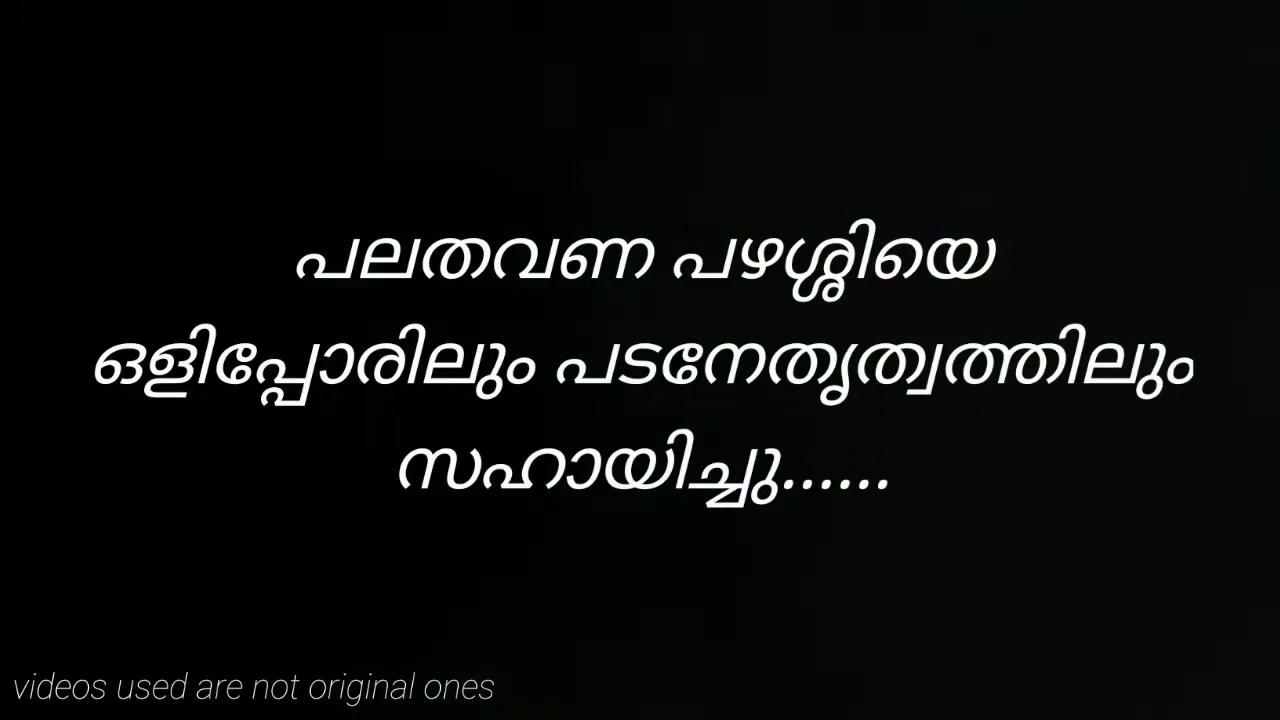 പലതവണ പഴശ്ശിയെ
ഒളിപ്പോരിലും പടനേതൃത്വത്തിലും
സഹായിച്ചു......
videos used are not original ones